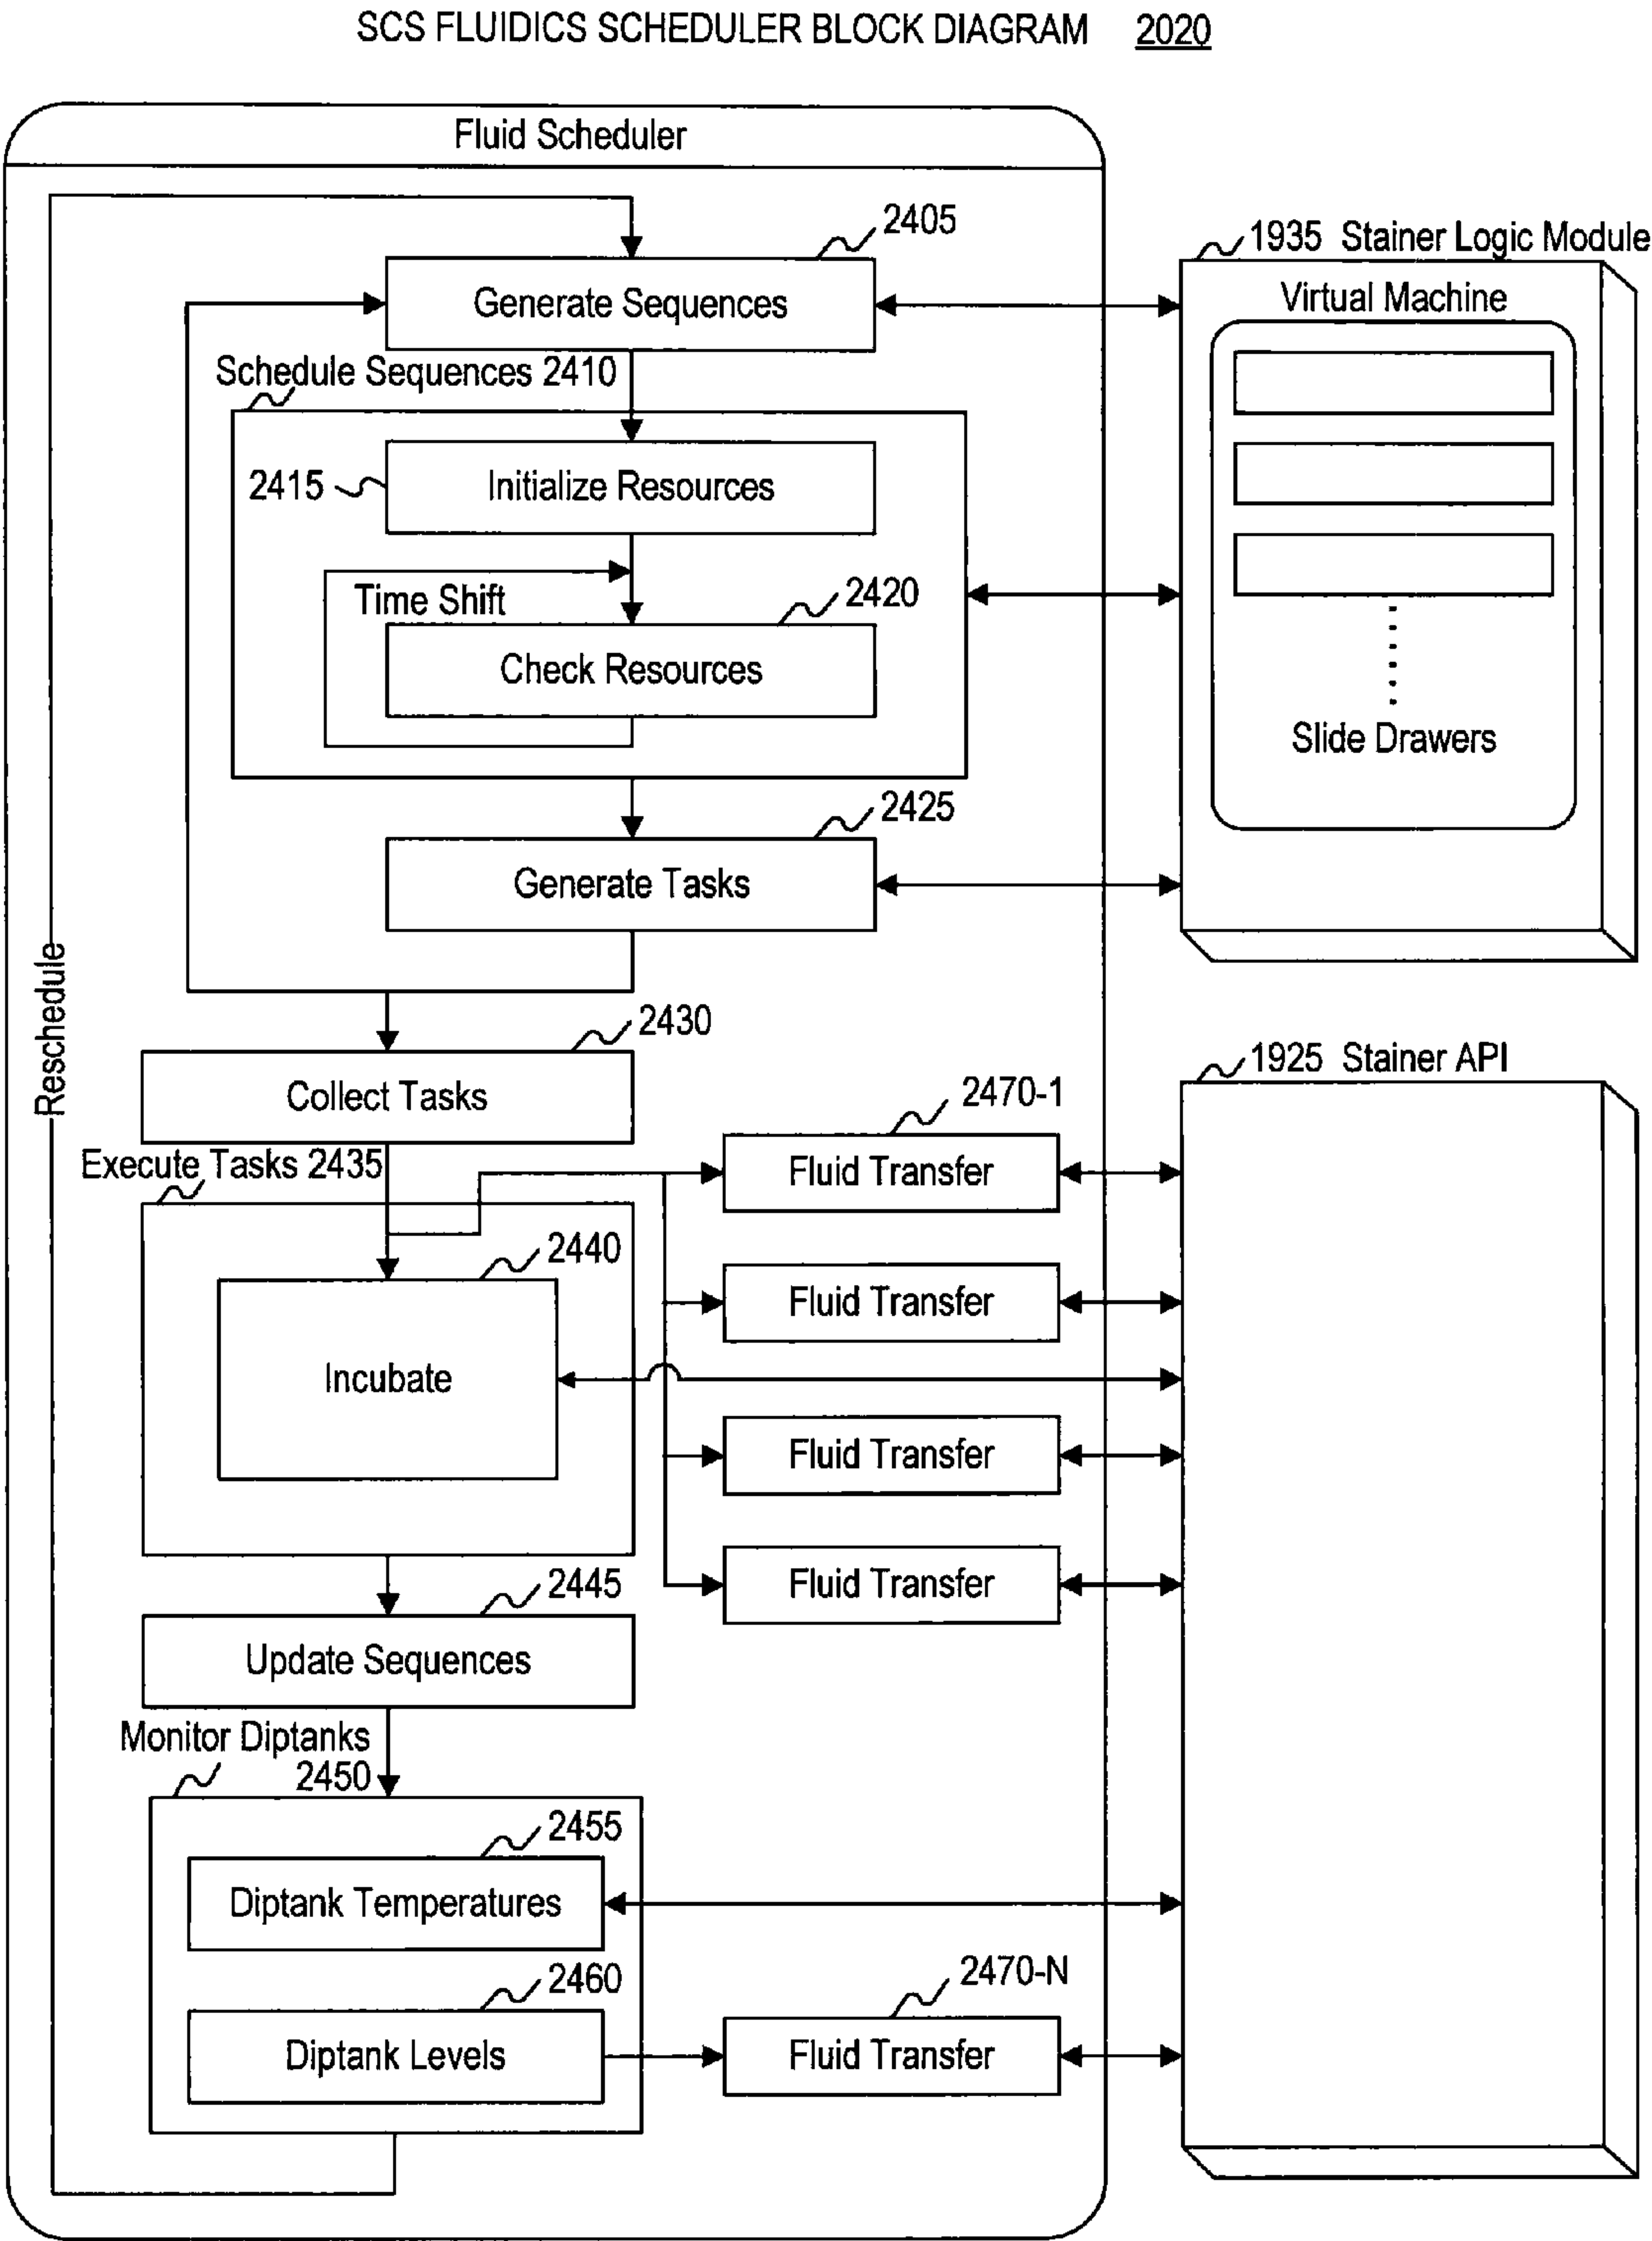 SCS FLUIDICS SCHEDULER BLOCK DIAGRAM 2020
Fluid Scheduler
2405
1935 Stainer Logic Module
Generate Sequences
Virtual Machine
Schedule Sequences 2410
2415
Initialize Resources
Time Shift
2420
Check Resources
Slide Drawers
2425
Generate Tasks
Reschedule
2430
Collect Tasks
1925 Stainer API
2470-1
Execute Tasks 2435
Fluid Transfer
2440
Fluid Transfer
Incubate
Fluid Transfer
Fluid Transfer
2445
Update Sequences
Monitor Diptanks
2450
2455
Diptank Temperatures
2460
2470-N
Diptank Levels
Fluid Transfer